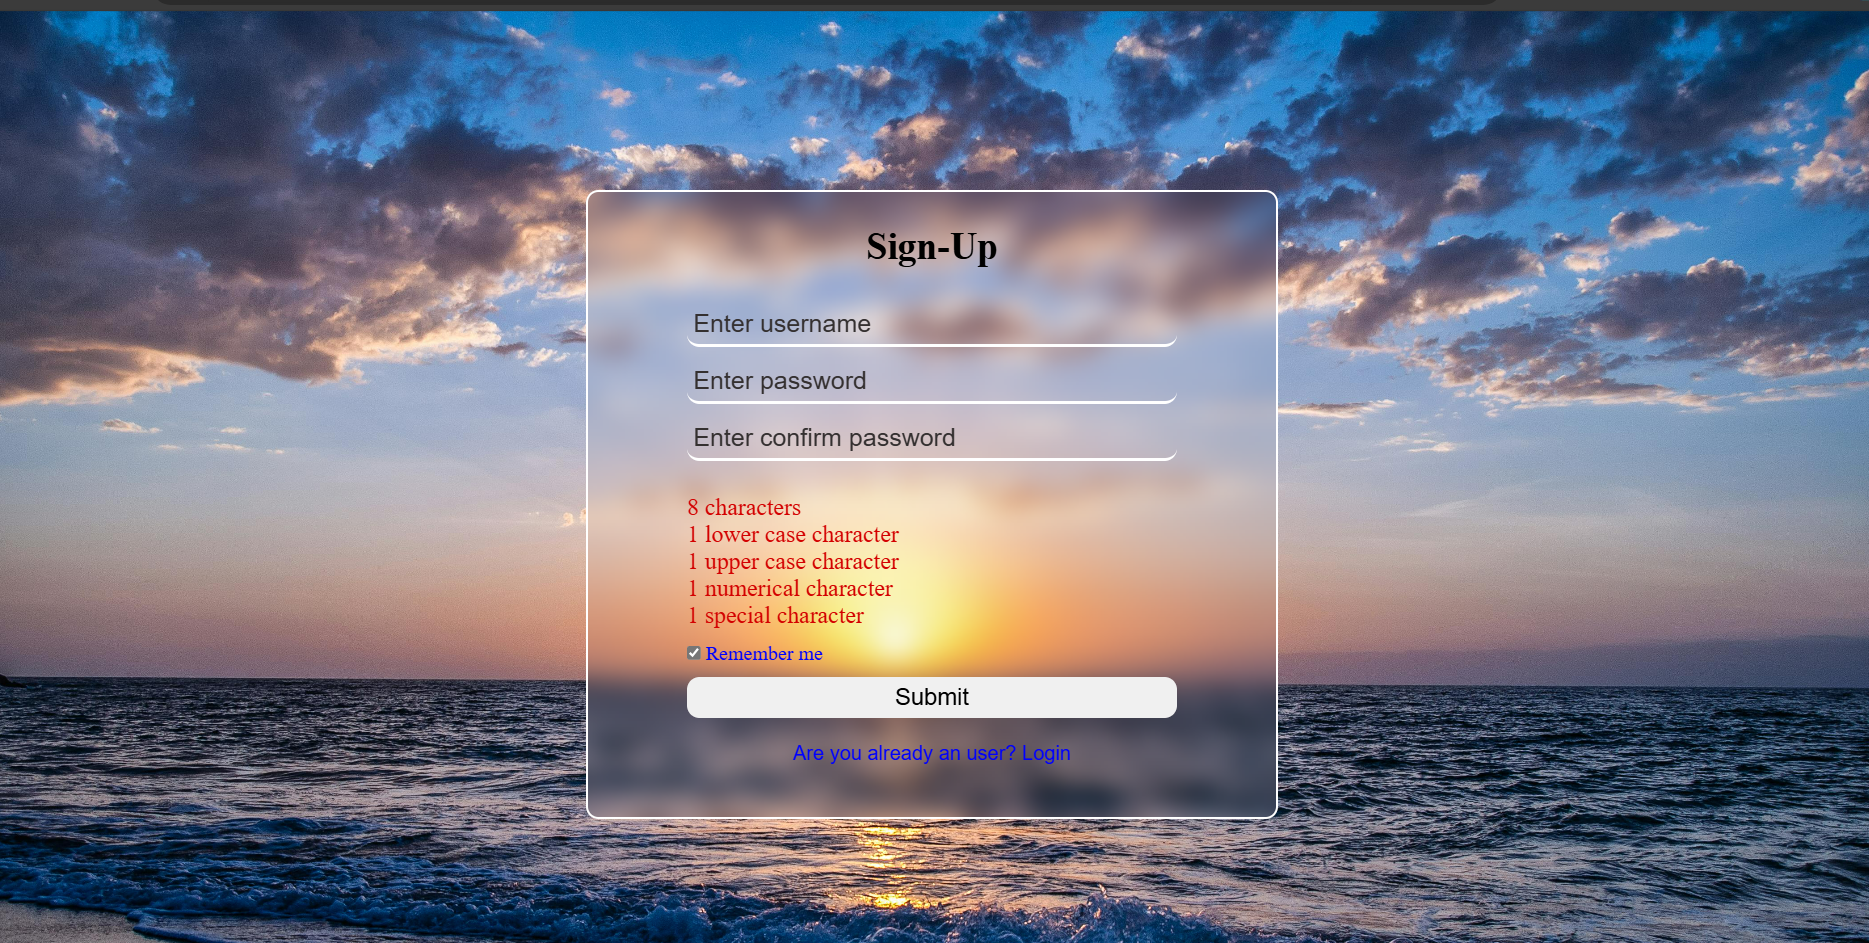 Sign-Up
Enter username
Enter password
Enter confirm password
8 characters
1 lower case character
1 upper case character
1 numerical character
1 special character
Remember me
Submit
Are you already an user? Login